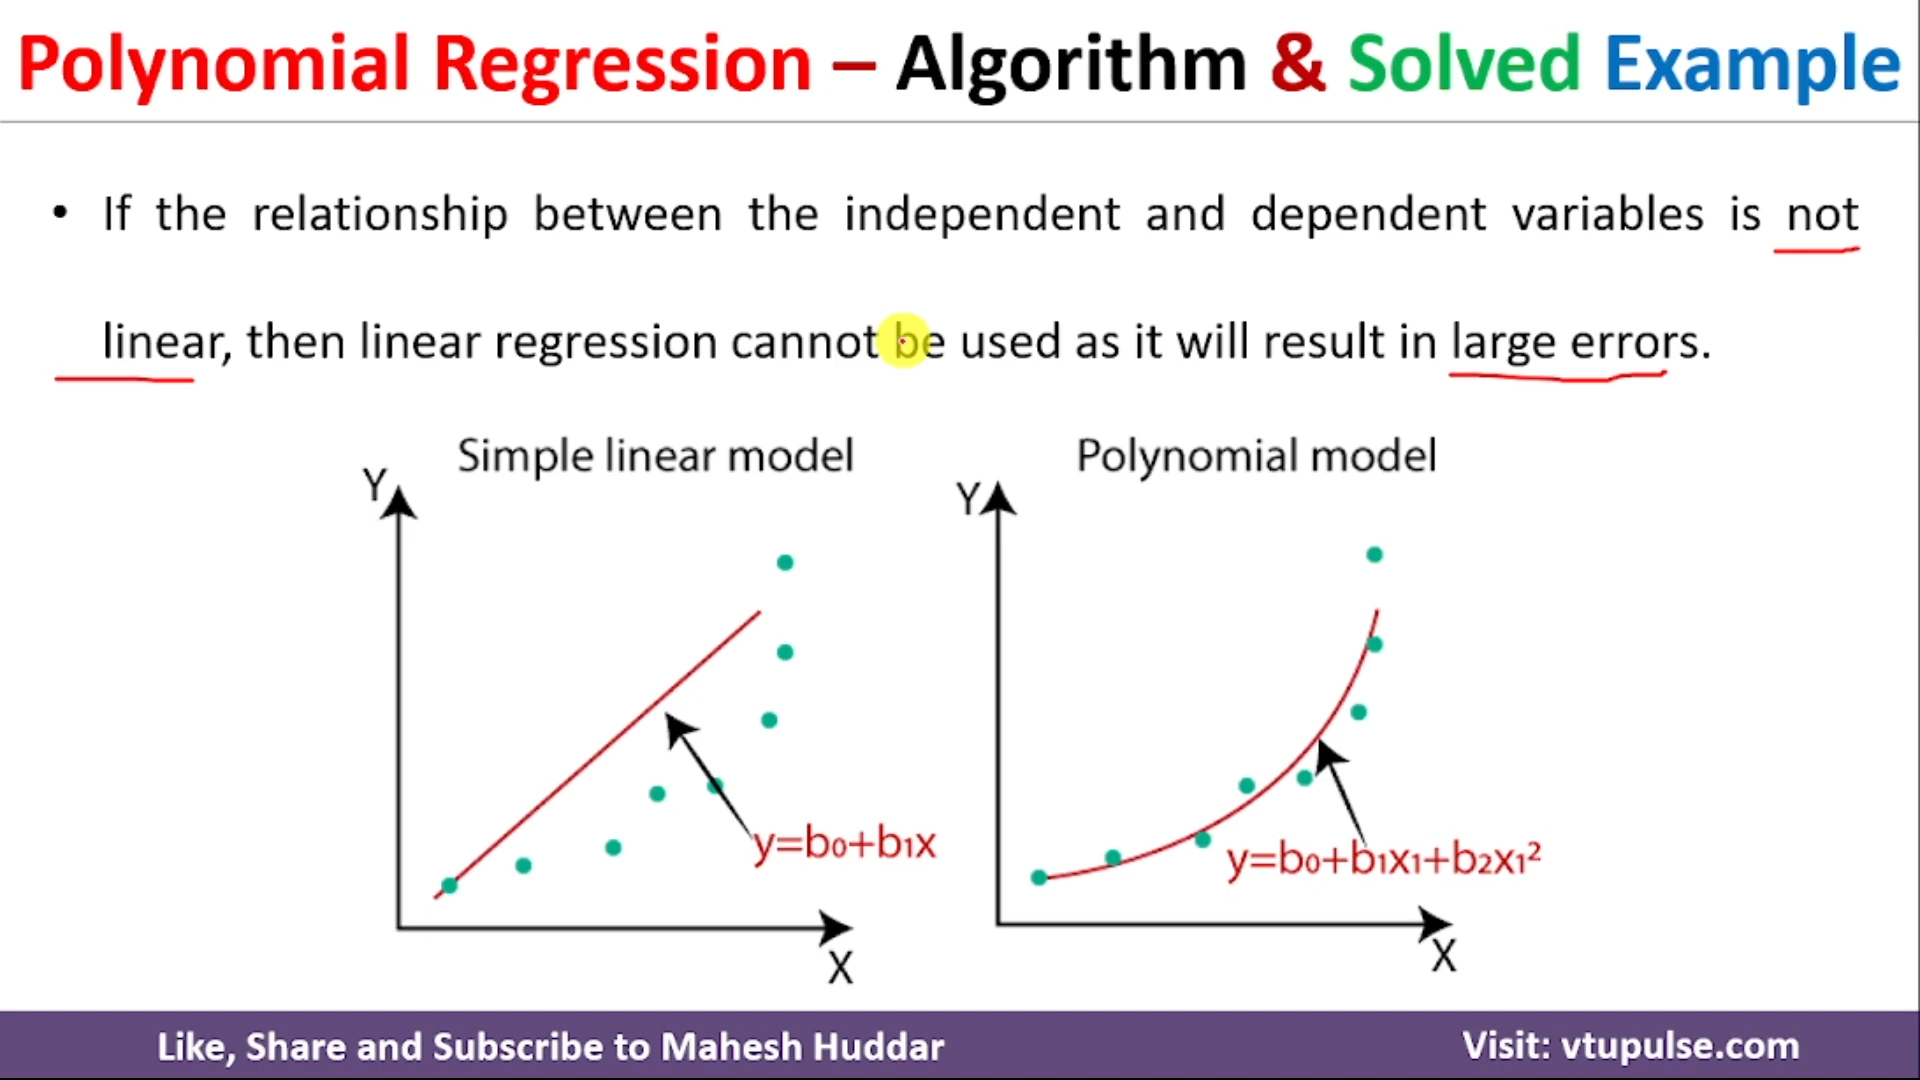 Polynomial Regression – Algorithm & Solved Example
• If the relationship between the independent and dependent variables is not
linear, then linear regression cannot be used as it will result in large errors.
Simple linear model
Y
y=b₀+b₁x
X
Polynomial model
Y
y=b₀+b₁x₁+b₂x₁²
X
Like, Share and Subscribe to Mahesh Huddar
Visit: vtupulse.com